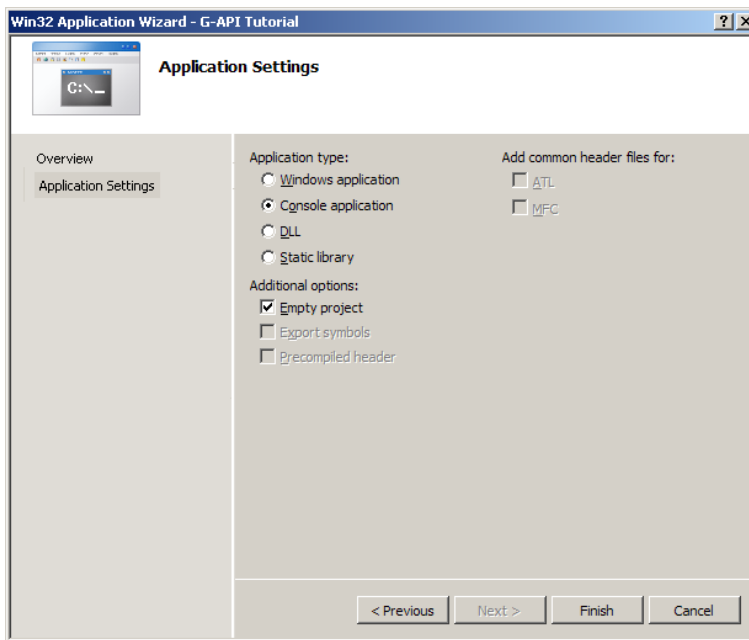 Win32 Application Wizard - G-API Tutorial
Application Settings
C:\_
Overview
Application Settings
Application type:
Windows application
Console application
DLL
Static library
Additional options:
Empty project
Export symbols
Precompiled header
Add common header files for:
ATL
MFC
< Previous
Next >
Finish
Cancel